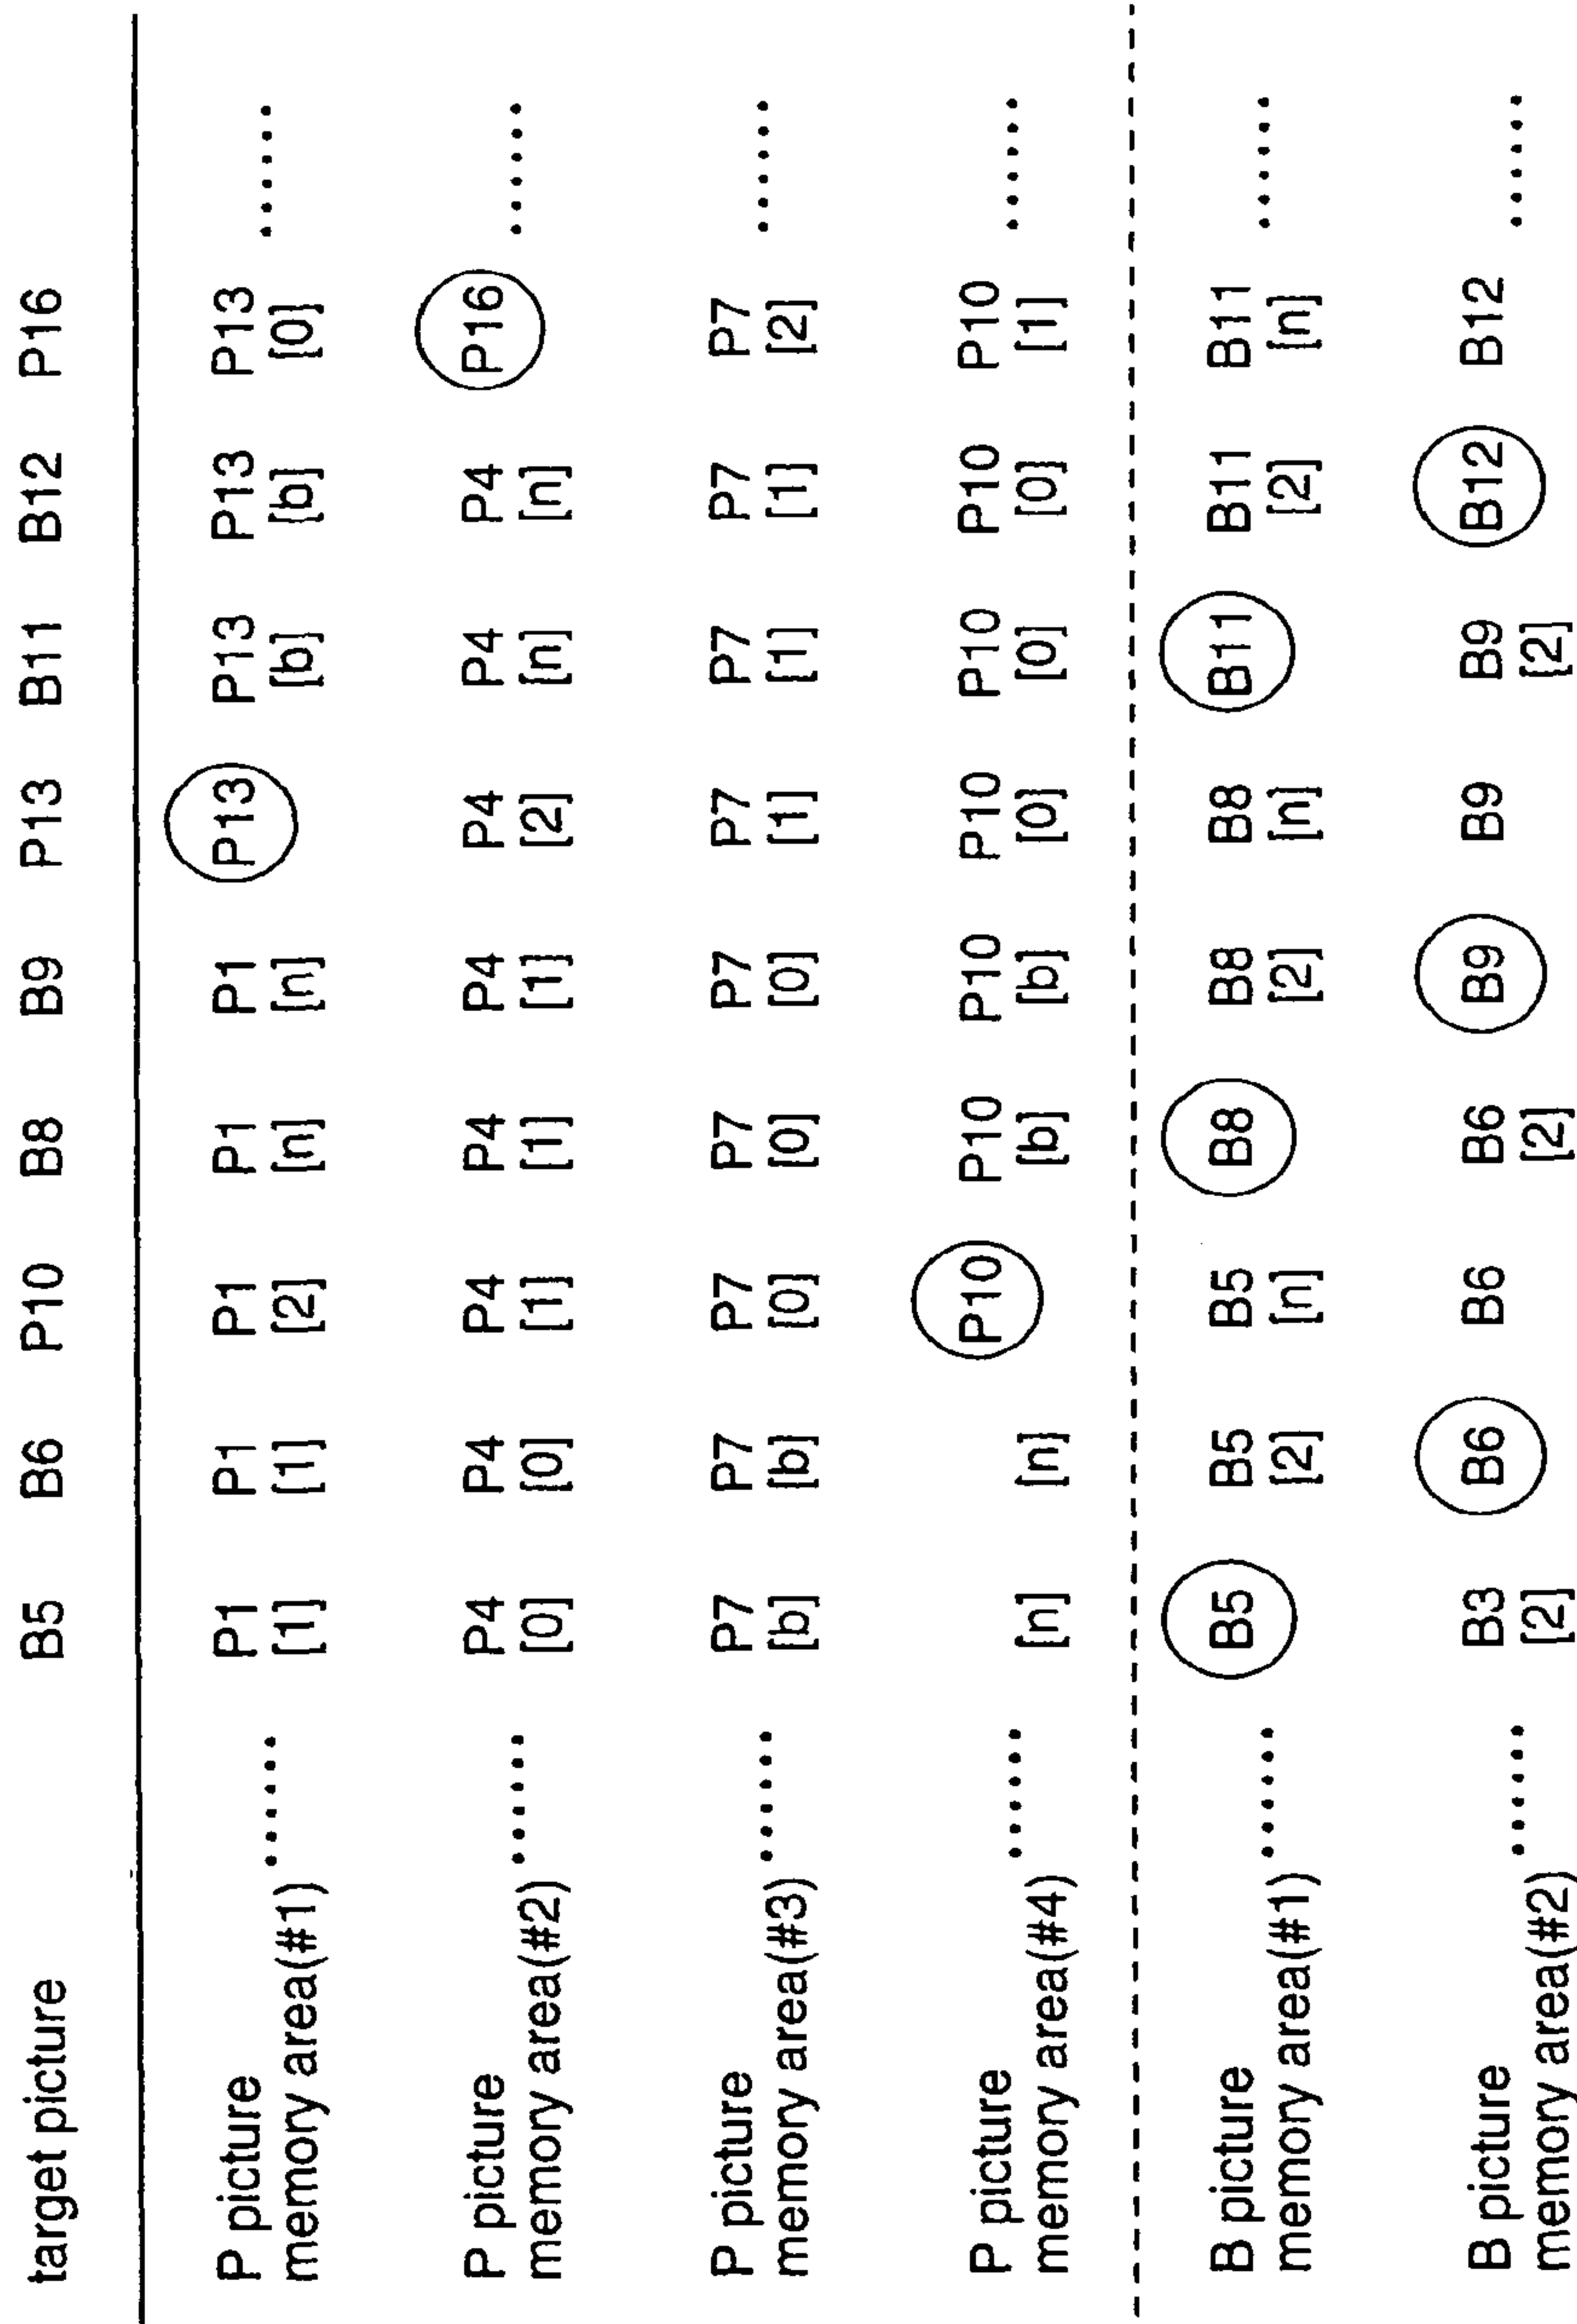 target picture B5 B6 P10 B8 B9 P13 B11 B12 P16
P picture P1 P1 P1 P1 P1 P13 P13 P13 P13
memory area(#1) ...... [1] [1] [2] [n] [n] [b] [b] [0] ......
P picture P4 P4 P4 P4 P4 P4 P4 P4 P16
memory area(#2) ...... [0] [0] [1] [1] [1] [2] [n] [n] ......
P picture P7 P7 P7 P7 P7 P7 P7 P7 P7
memory area(#3) ...... [b] [b] [0] [0] [0] [1] [1] [1] [2] ......
P picture P10 P10 P10 P10 P10 P10 P10
memory area(#4) ...... [n] [n] [b] [b] [0] [0] [0] [1] ......
B picture B5 B5 B5 B8 B8 B8 B11 B11 B11
memory area(#1) ...... [2] [n] [2] [n] [2] [n] ......
B picture B3 B6 B6 B6 B9 B9 B9 B12 B12
memory area(#2) ...... [2] [2] [2] ......